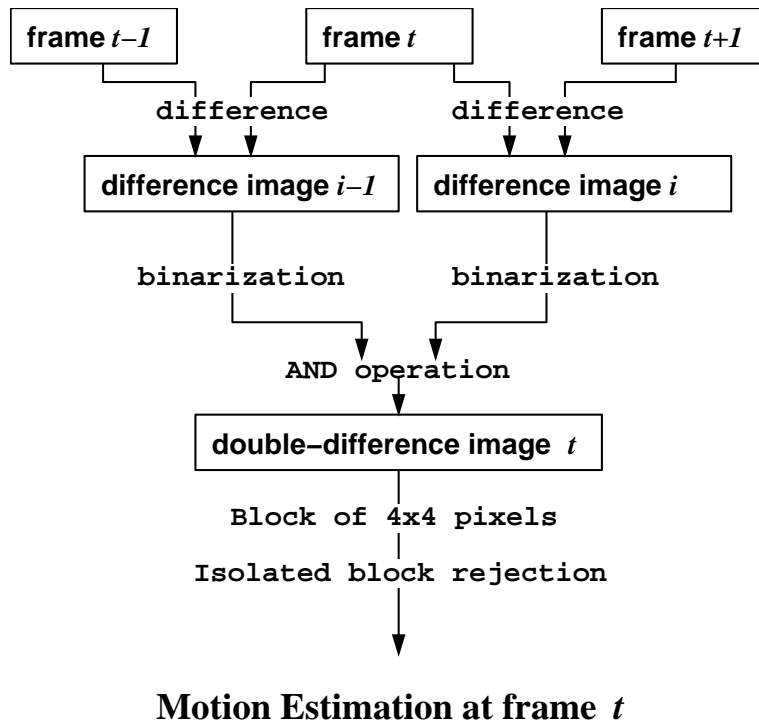 frame t−1 frame t frame t+1
difference difference
difference image i−1 difference image i
binarization binarization
AND operation
double−difference image t
Block of 4x4 pixels
Isolated block rejection
Motion Estimation at frame t